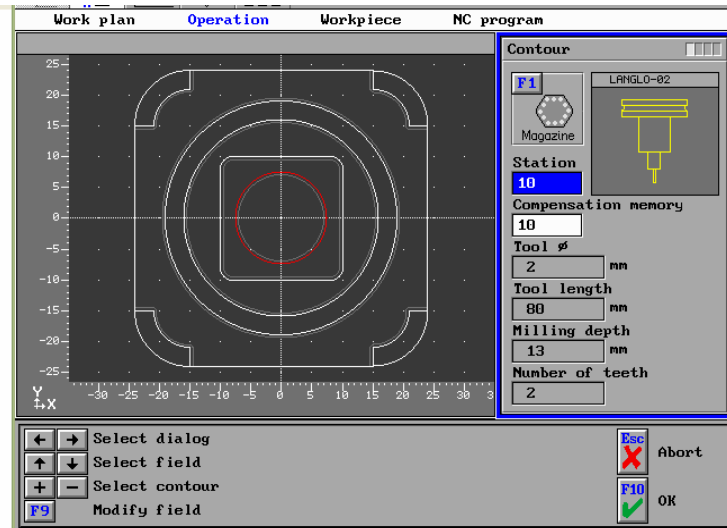 Work plan Operation Workpiece NC program
Contour
F1
Magazine
LANGLO-02
Station
10
Compensation memory
10
Tool ø
2 mm
Tool length
80 mm
Milling depth
13 mm
Number of teeth
2
25
20
15
10
5
0
-5
-10
-15
-20
-25
Y
X
-30 -25 -20 -15 -10 -5 0 5 10 15 20 25 30 3
← → Select dialog
↑ ↓ Select field
+ - Select contour
F9 Modify field
Esc Abort
F10 OK